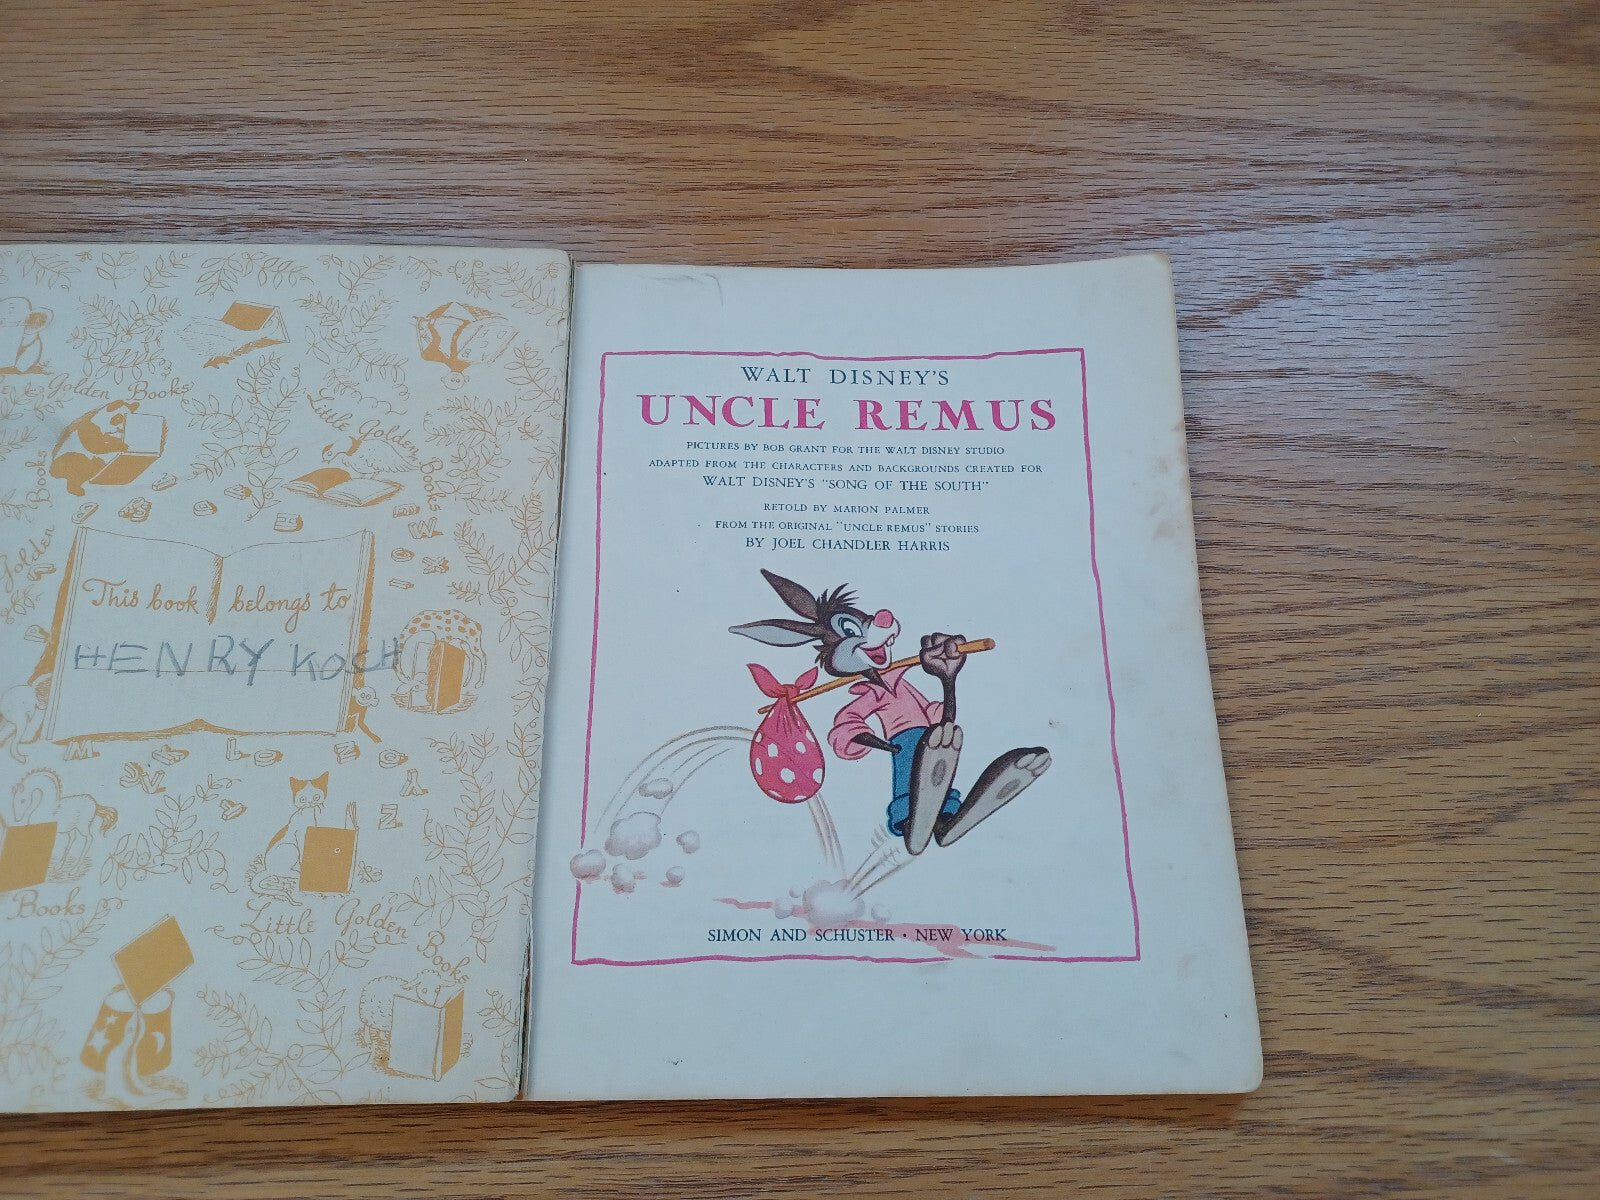 Golden Books
Little Golden
Books
Books
Golden
This book belongs to
HENRY KOCH
Books
Little Golden
Books
WALT DISNEY'S
UNCLE REMUS
PICTURES BY BOB GRANT FOR THE WALT DISNEY STUDIO
ADAPTED FROM THE CHARACTERS AND BACKGROUNDS CREATED FOR
WALT DISNEY'S "SONG OF THE SOUTH"
RETOLD BY MARION PALMER
FROM THE ORIGINAL "UNCLE REMUS" STORIES
BY JOEL CHANDLER HARRIS
SIMON AND SCHUSTER · NEW YORK